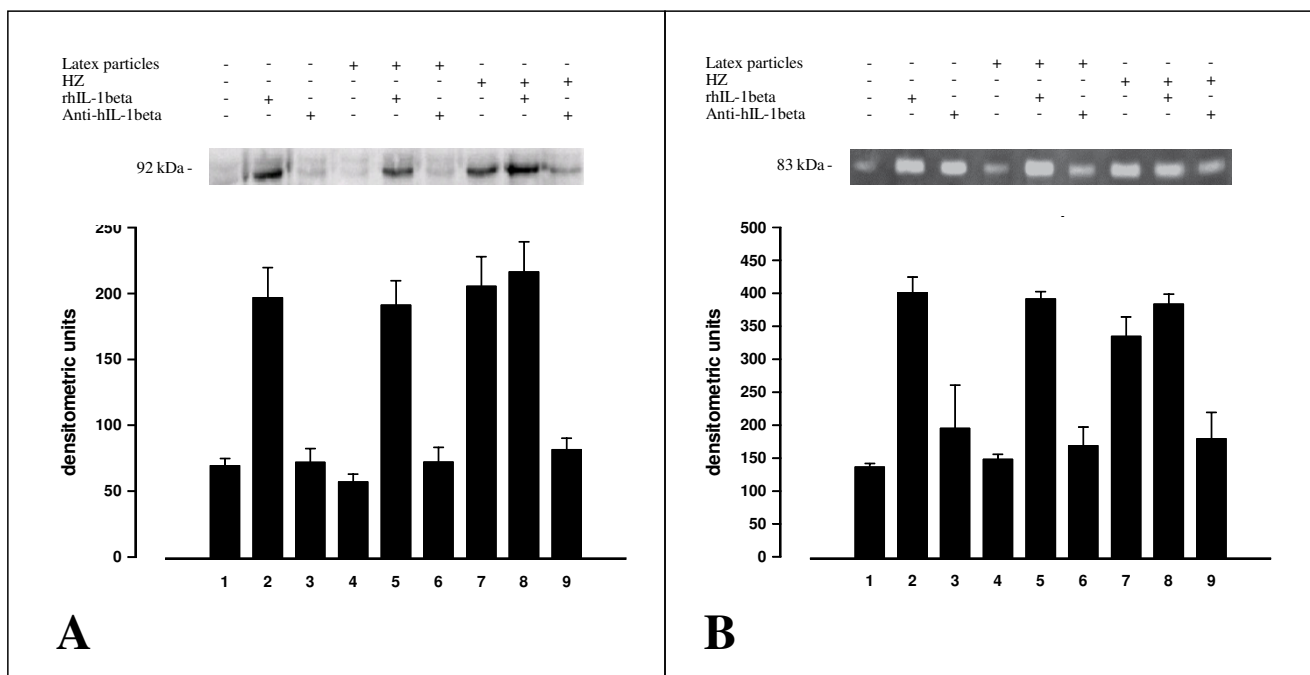 Latex particles - - - + + + - - -
HZ - - - - - - + + +
rhIL-1beta - + - - + - - + -
Anti-hIL-1beta - - + - - + - - +
92 kDa -
250
200
150
100
50
0
densitometric units
1 2 3 4 5 6 7 8 9
A
Latex particles - - - + + + - - -
HZ - - - - - - + + +
rhIL-1beta - + - - + - - + -
Anti-hIL-1beta - - + - - + - - +
83 kDa -
500
450
400
350
300
250
200
150
100
50
0
densitometric units
1 2 3 4 5 6 7 8 9
B